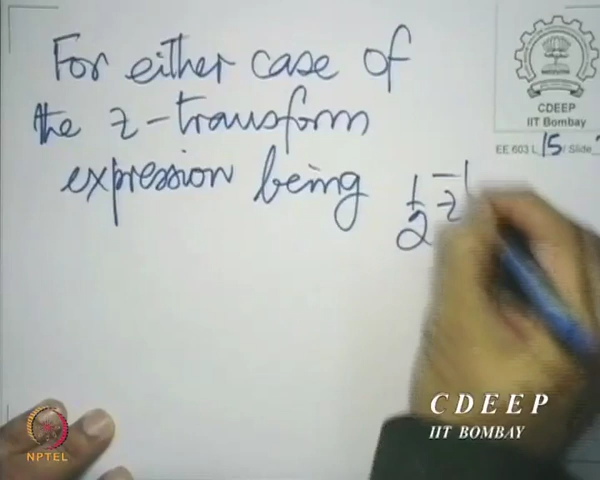 For either case of
the z-transform
expression being 1/2 z^-1
CDEEP
IIT Bombay
EE 603 L 15 / Slide
CDEEP
IIT BOMBAY
NPTEL